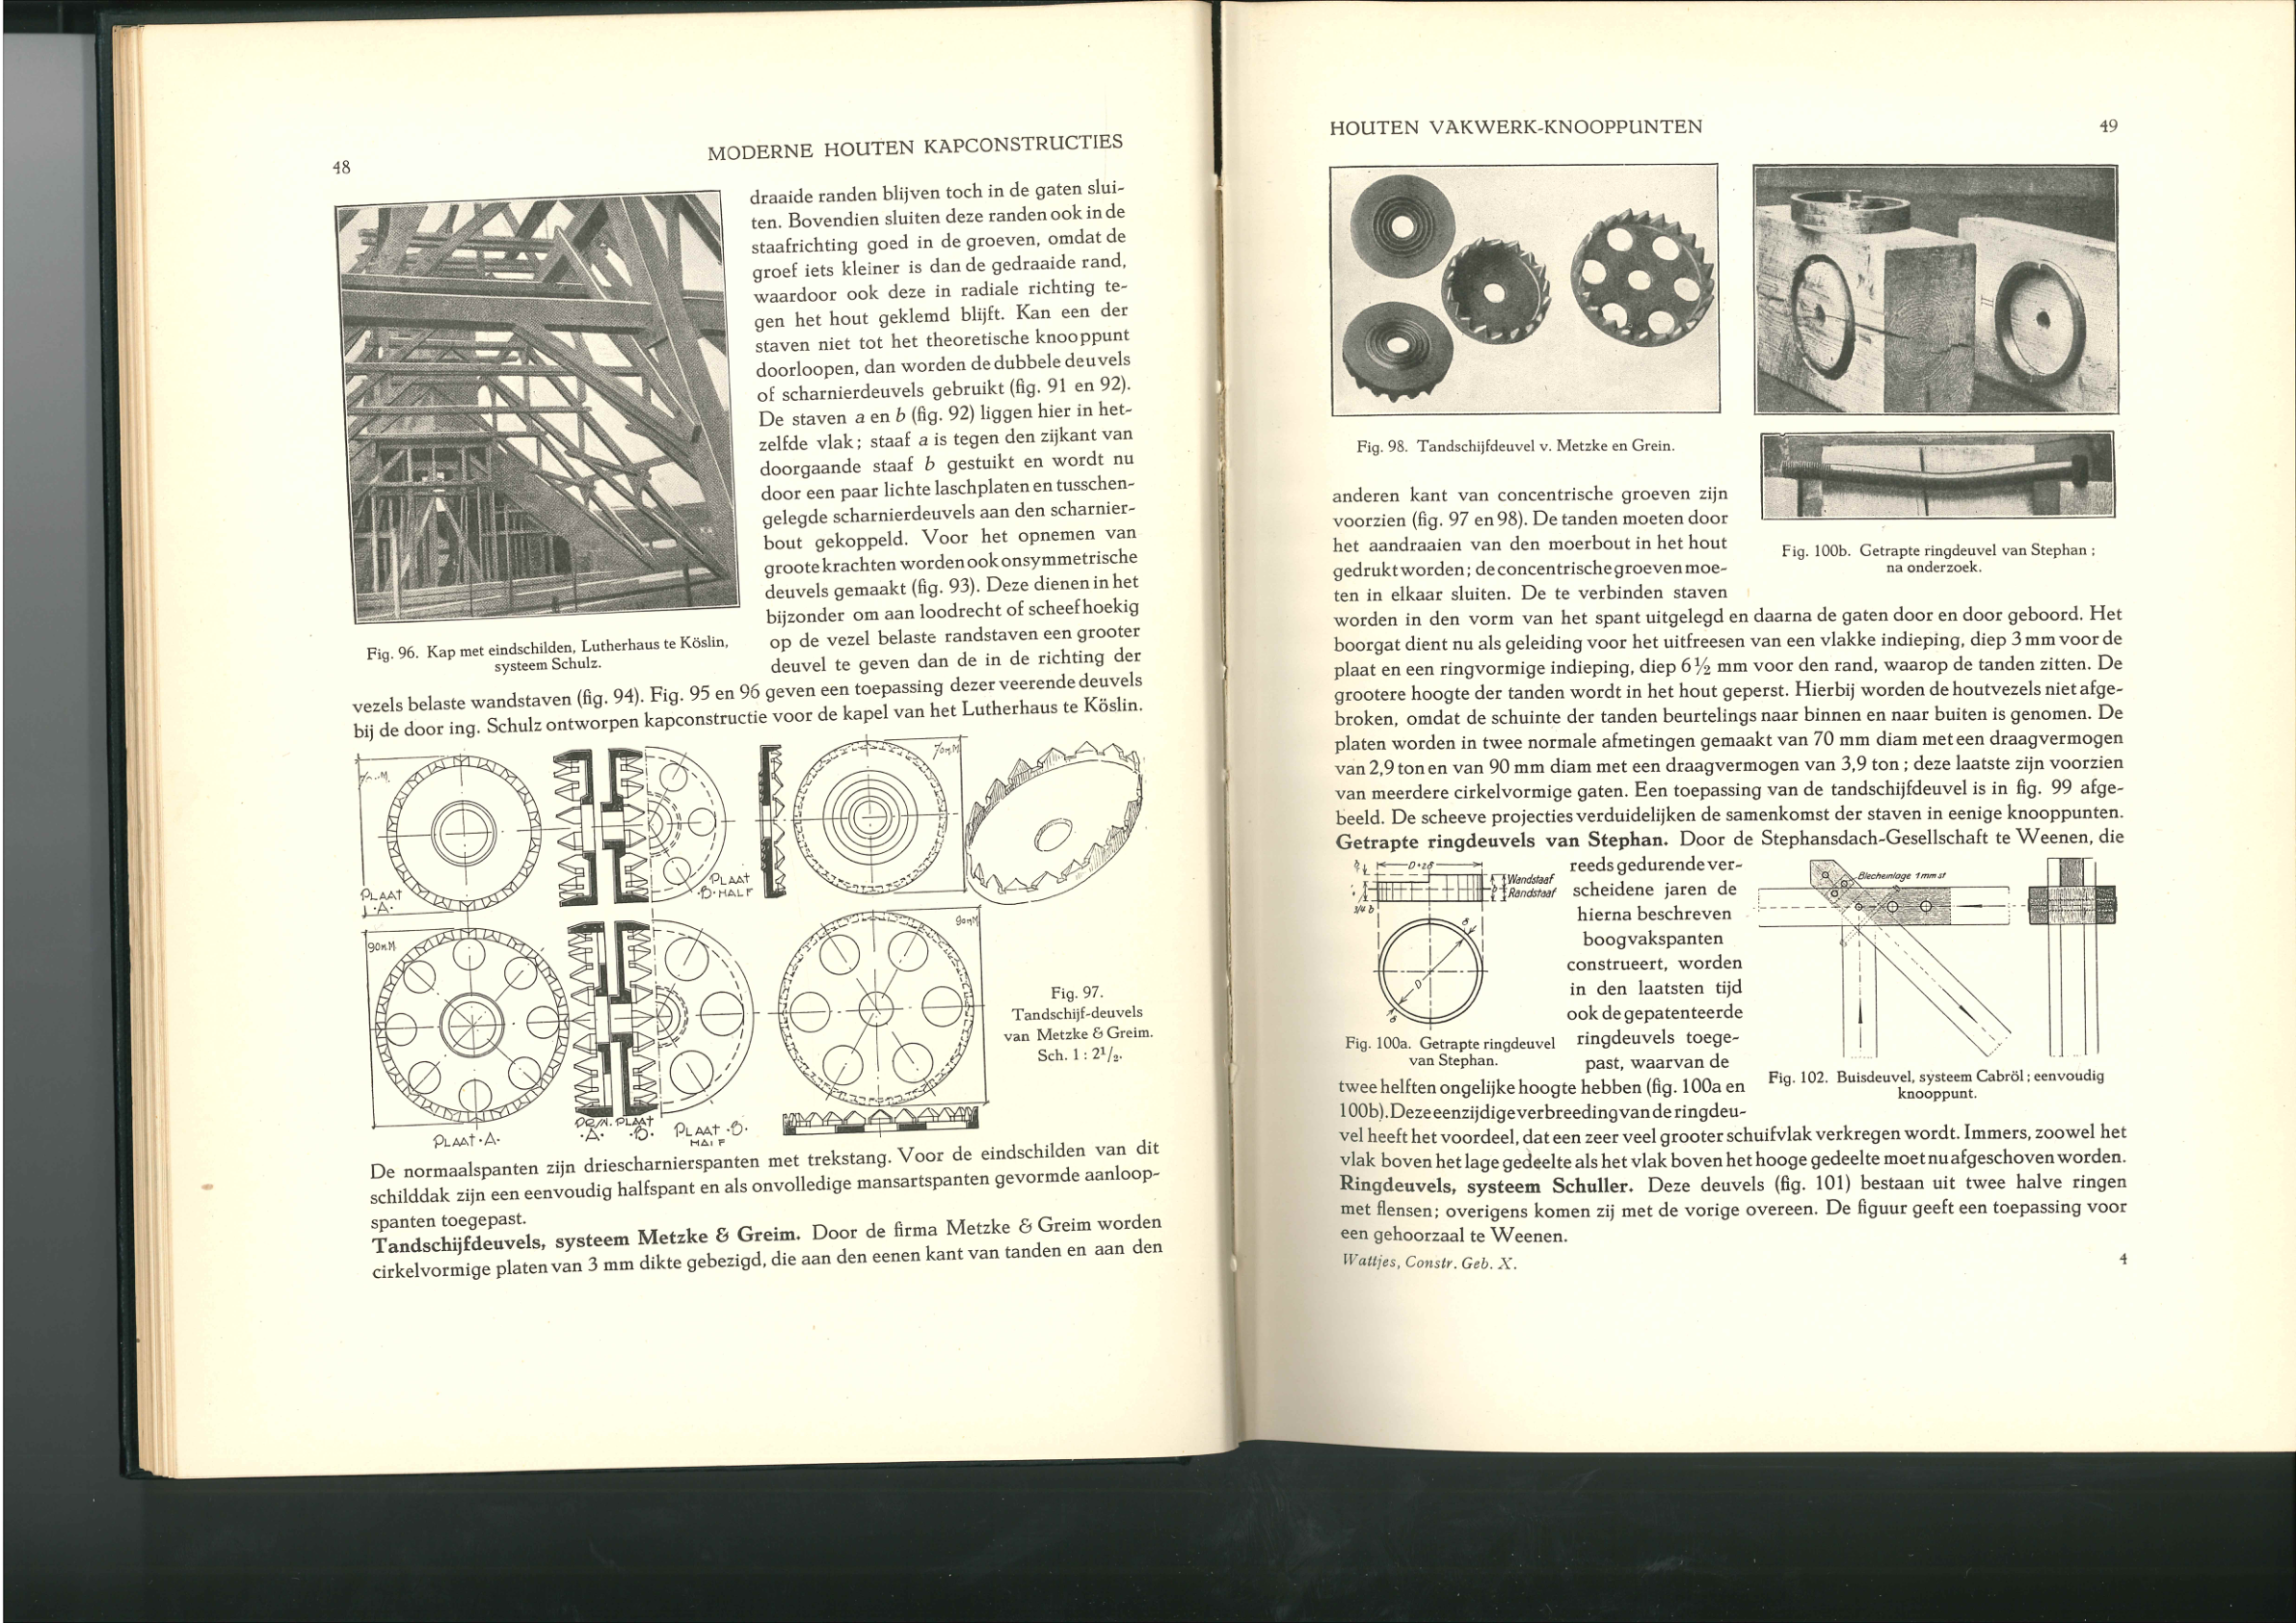 48
MODERNE HOUTEN KAPCONSTRUCTIES
draaide randen blijven toch in de gaten slui-
ten. Bovendien sluiten deze randen ook in de
staafrichting goed in de groeven, omdat de
groef iets kleiner is dan de gedraaide rand,
waardoor ook deze in radiale richting te-
gen het hout geklemd blijft. Kan een der
staven niet tot het theoretische knooppunt
doorloopen, dan worden de dubbele deuvels
of scharnierdeuvels gebruikt (fig. 91 en 92).
De staven a en b (fig. 92) liggen hier in het-
zelfde vlak; staaf a is tegen den zijkant van
doorgaande staaf b gestuikt en wordt nu
door een paar lichte laschplaten en tusschen-
gelegde scharnierdeuvels aan den scharnier-
bout gekoppeld. Voor het opnemen van
groote krachten worden ook onsymmetrische
deuvels gemaakt (fig. 93). Deze dienen in het
bijzonder om aan loodrecht of scheefhoekig
op de vezel belaste randstaven een grooter
deuvel te geven dan de in de richting der
Fig. 96. Kap met eindschilden, Lutherhaus te Köslin,
systeem Schulz.
vezels belaste wandstaven (fig. 94). Fig. 95 en 96 geven een toepassing dezer veerende deuvels
bij de door ing. Schulz ontworpen kapconstructie voor de kapel van het Lutherhaus te Köslin.
70mM
PLAAT
·A·
PLAAT
·B·HALF
90mM
90mM
PLAAT·A·
PLAAT
·A· ·B·
PLAAT·B·
HALF
Fig. 97.
Tandschijf-deuvels
van Metzke & Greim.
Sch. 1 : 2½.
De normaalspanten zijn driescharnierspanten met trekstang. Voor de eindschilden van dit
schilddak zijn een eenvoudig halfspant en als onvolledige mansartspanten gevormde aanloop-
spanten toegepast.
Tandschijfdeuvels, systeem Metzke & Greim. Door de firma Metzke & Greim worden
cirkelvormige platen van 3 mm dikte gebezigd, die aan den eenen kant van tanden en aan den
HOUTEN VAKWERK-KNOOPPUNTEN
49
Fig. 98. Tandschijfdeuvel v. Metzke en Grein.
Fig. 100b. Getrapte ringdeuvel van Stephan ;
na onderzoek.
anderen kant van concentrische groeven zijn
voorzien (fig. 97 en 98). De tanden moeten door
het aandraaien van den moerbout in het hout
gedrukt worden; de concentrische groeven moe-
ten in elkaar sluiten. De te verbinden staven
worden in den vorm van het spant uitgelegd en daarna de gaten door en door geboord. Het
boorgat dient nu als geleiding voor het uitfreesen van een vlakke indieping, diep 3 mm voor de
plaat en een ringvormige indieping, diep 6½ mm voor den rand, waarop de tanden zitten. De
grootere hoogte der tanden wordt in het hout geperst. Hierbij worden de houtvezels niet afge-
broken, omdat de schuinte der tanden beurtelings naar binnen en naar buiten is genomen. De
platen worden in twee normale afmetingen gemaakt van 70 mm diam met een draagvermogen
van 2,9 ton en van 90 mm diam met een draagvermogen van 3,9 ton ; deze laatste zijn voorzien
van meerdere cirkelvormige gaten. Een toepassing van de tandschijfdeuvel is in fig. 99 afge-
beeld. De scheeve projecties verduidelijken de samenkomst der staven in eenige knooppunten.
Getrapte ringdeuvels van Stephan. Door de Stephansdach-Gesellschaft te Weenen, die
reeds gedurende ver-
scheidene jaren de
hierna beschreven
boogvakspanten
construeert, worden
in den laatsten tijd
ook de gepatenteerde
ringdeuvels toege-
past, waarvan de
D+2δ
Wandstaaf
Randstaaf
D
Fig. 100a. Getrapte ringdeuvel
van Stephan.
Blecheinlage 1 mm st
Fig. 102. Buisdeuvel, systeem Cabröl ; eenvoudig
knooppunt.
twee helften ongelijke hoogte hebben (fig. 100a en
100b). Deze eenzijdige verbreeding van de ringdeu-
vel heeft het voordeel, dat een zeer veel grooter schuifvlak verkregen wordt. Immers, zoowel het
vlak boven het lage gedeelte als het vlak boven het hooge gedeelte moet nu afgeschoven worden.
Ringdeuvels, systeem Schuller. Deze deuvels (fig. 101) bestaan uit twee halve ringen
met flensen; overigens komen zij met de vorige overeen. De figuur geeft een toepassing voor
een gehoorzaal te Weenen.
Wattjes, Constr. Geb. X.
4